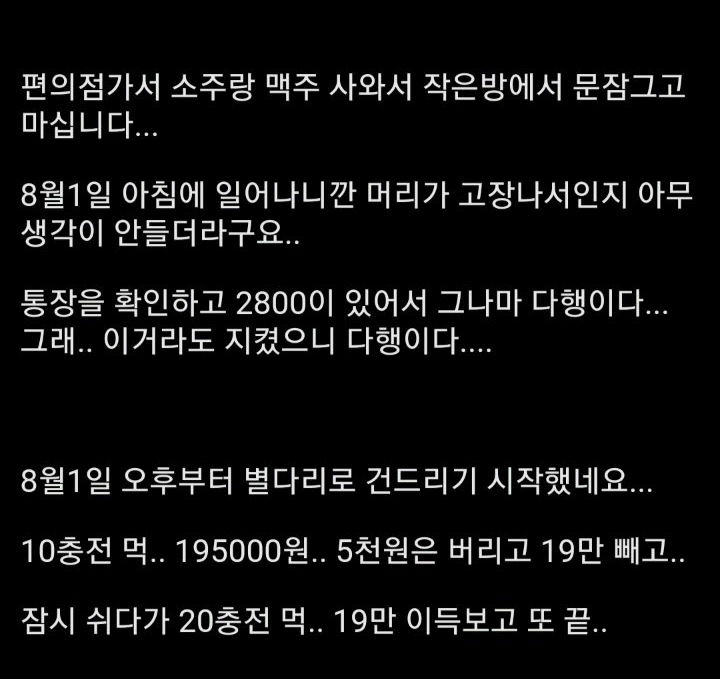 편의점가서 소주랑 맥주 사와서 작은방에서 문잠그고
마십니다...
8월1일 아침에 일어나니깐 머리가 고장나서인지 아무
생각이 안들더라구요..
통장을 확인하고 2800이 있어서 그나마 다행이다...
그래.. 이거라도 지켰으니 다행이다....
8월1일 오후부터 별다리로 건드리기 시작했네요...
10충전 먹.. 195000원.. 5천원은 버리고 19만 빼고..
잠시 쉬다가 20충전 먹.. 19만 이득보고 또 끝..